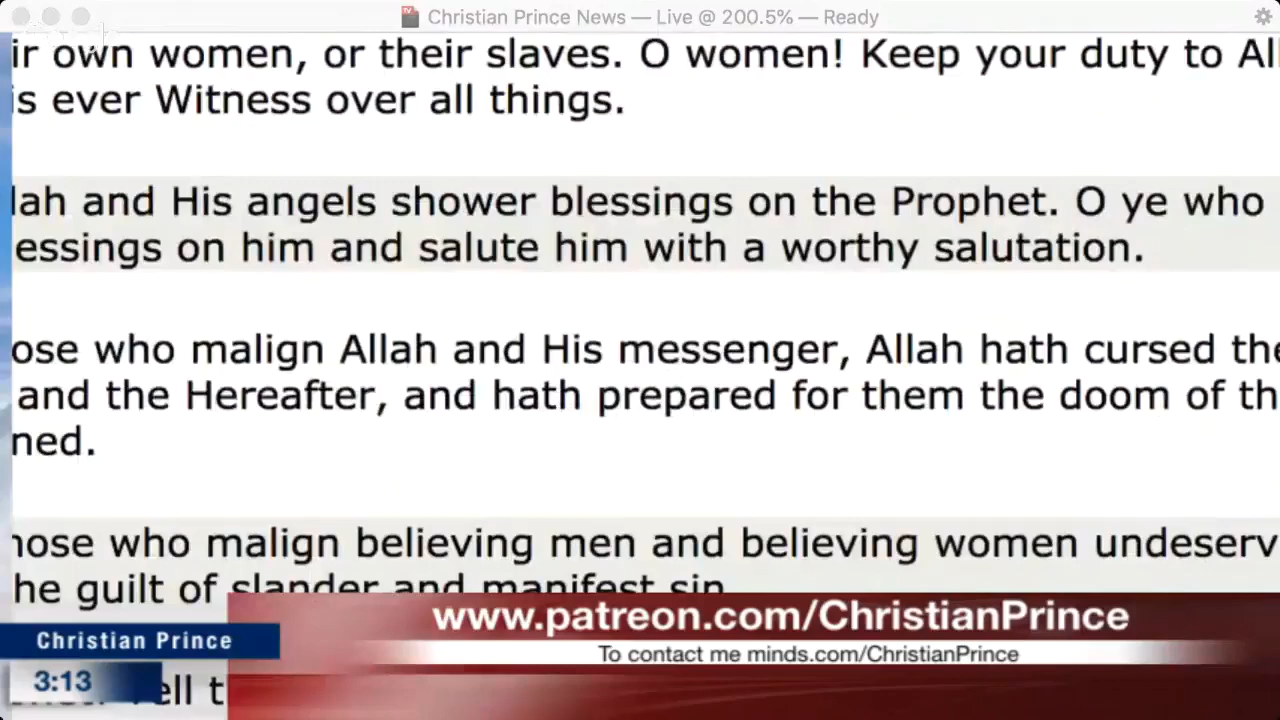 Christian Prince News — Live @ 200.5% — Ready
ir own women, or their slaves. O women! Keep your duty to Al
is ever Witness over all things.
lah and His angels shower blessings on the Prophet. O ye who
essings on him and salute him with a worthy salutation.
ose who malign Allah and His messenger, Allah hath cursed the
and the Hereafter, and hath prepared for them the doom of th
ned.
hose who malign believing men and believing women undeserv
he guilt of slander and manifest sin
www.patreon.com/ChristianPrince
Christian Prince
To contact me minds.com/ChristianPrince
3:13
ell t